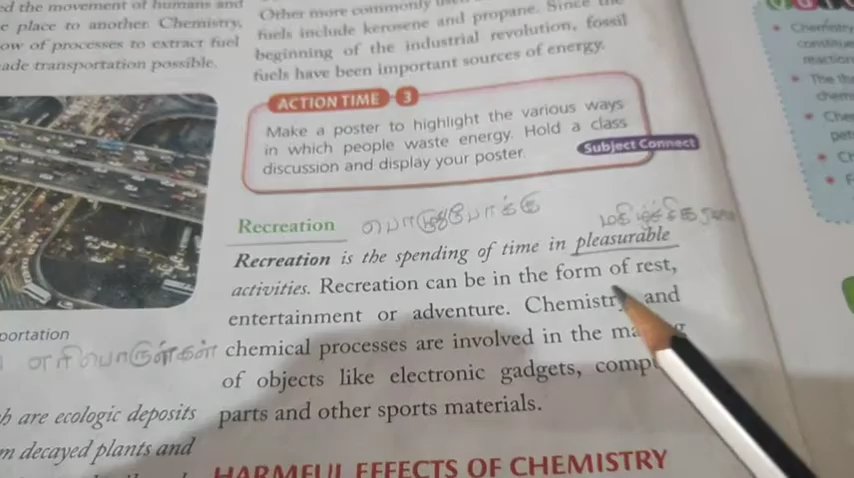 ed the movement of humans and
e place to another. Chemistry,
ow of processes to extract fuel
ade transportation possible.
portation
எரிபொருள்கள்
h are ecologic deposits
m decayed plants and
Other more commonly
fuels include kerosene and propane. Since the
beginning of the industrial revolution, fossil
fuels have been important sources of energy.
ACTION TIME 3
Make a poster to highlight the various ways
in which people waste energy. Hold a class
discussion and display your poster.
Subject Connect
Recreation பொழுதுபோக்கு
Recreation is the spending of time in pleasurable
activities. Recreation can be in the form of rest,
entertainment or adventure. Chemistry and
chemical processes are involved in the
of objects like electronic gadgets,
parts and other sports materials.
HARMFUL EFFECTS OF CHEMISTRY
Chemistry
constitue
reaction
The
chem
Che
pet